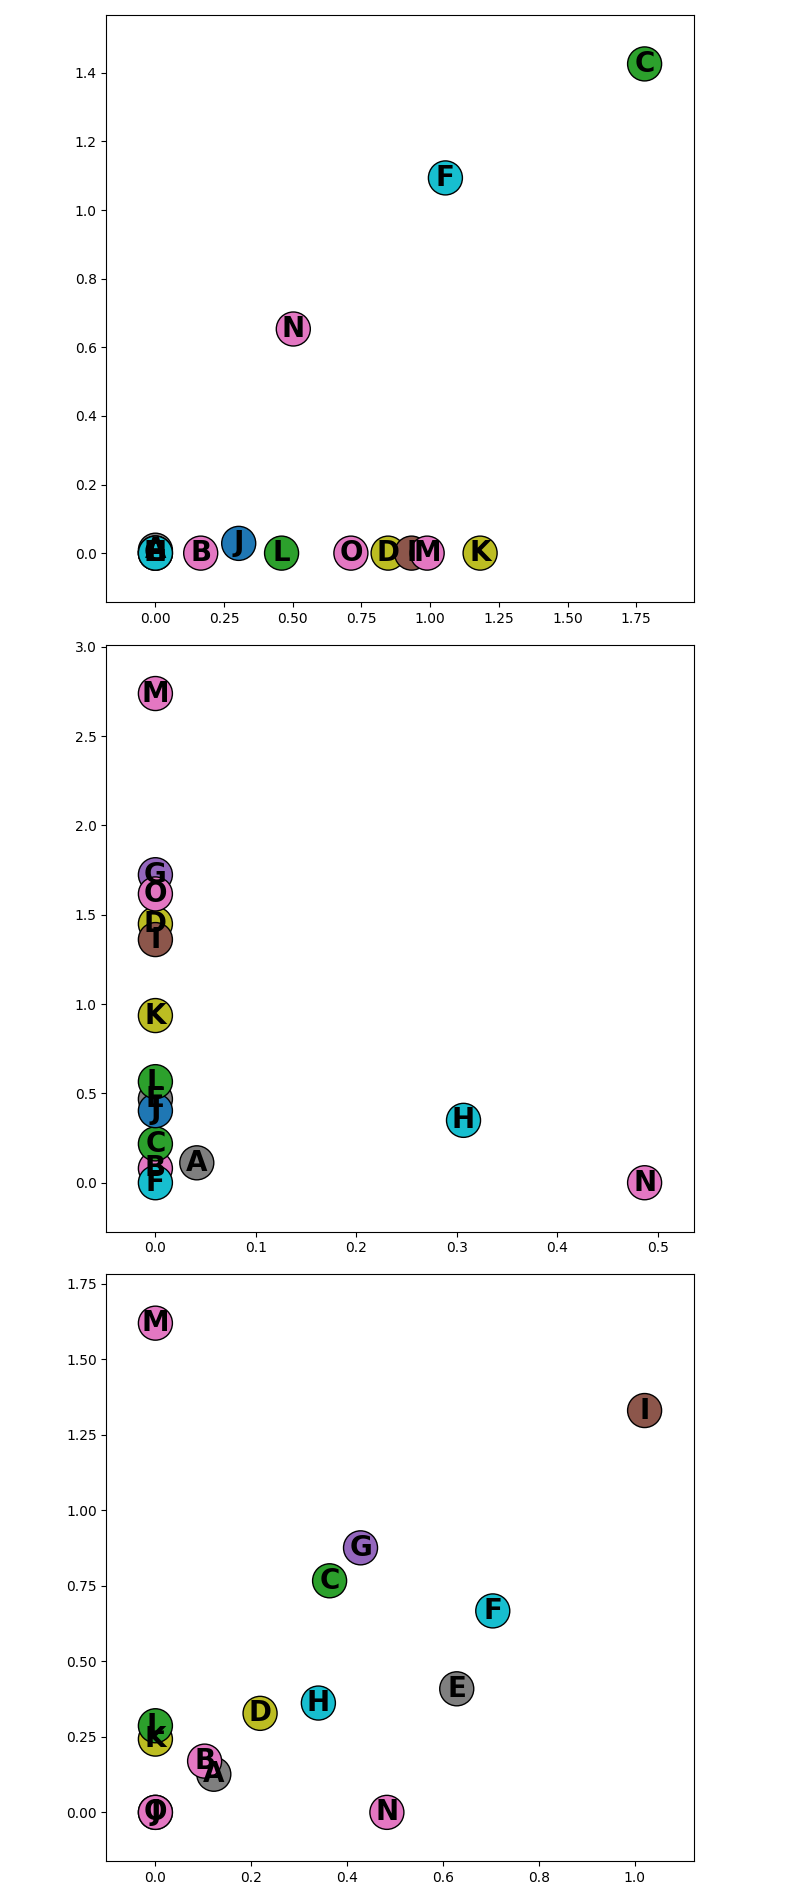 1.4
C
1.2
F
1.0
0.8
N
0.6
0.4
0.2
0.0
B J L O D I M K
0.00 0.25 0.50 0.75 1.00 1.25 1.50 1.75
3.0
M
2.5
2.0
G
O
1.5
D
I
K
1.0
L
0.5
E
J
H
C
A
B
0.0
F
N
0.0 0.1 0.2 0.3 0.4 0.5
1.75
M
1.50
I
1.25
1.00
G
C
0.75
F
0.50
E
H
D
L
0.25
K
B
A
0.00
O
J
N
0.0 0.2 0.4 0.6 0.8 1.0